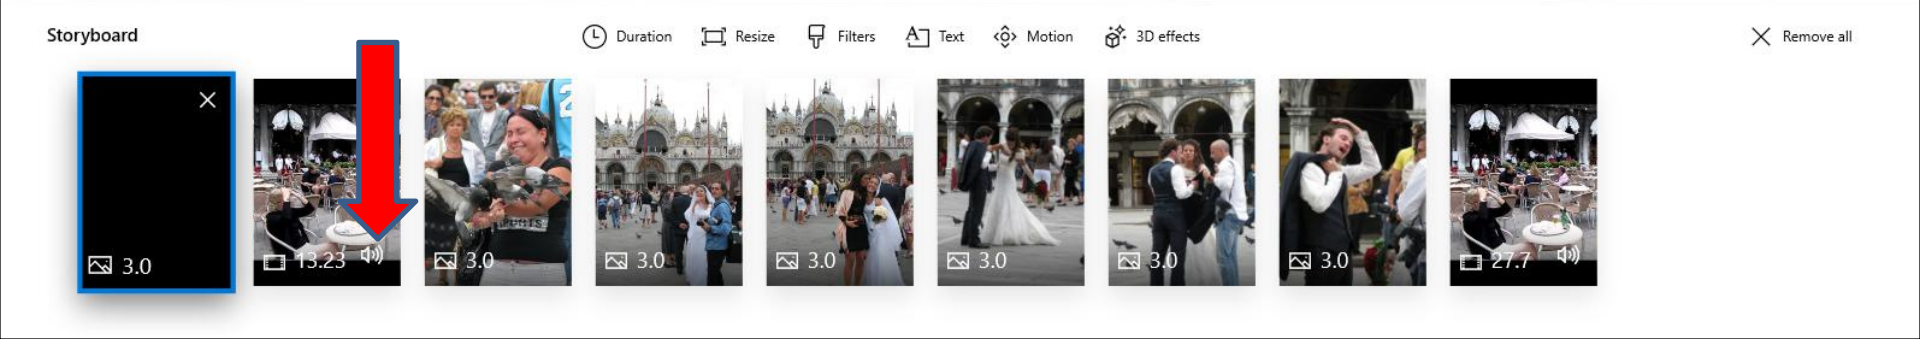 Storyboard
Duration Resize Filters Text Motion 3D effects
Remove all
3.0 13.23 3.0 3.0 3.0 3.0 3.0 3.0 27.7
2